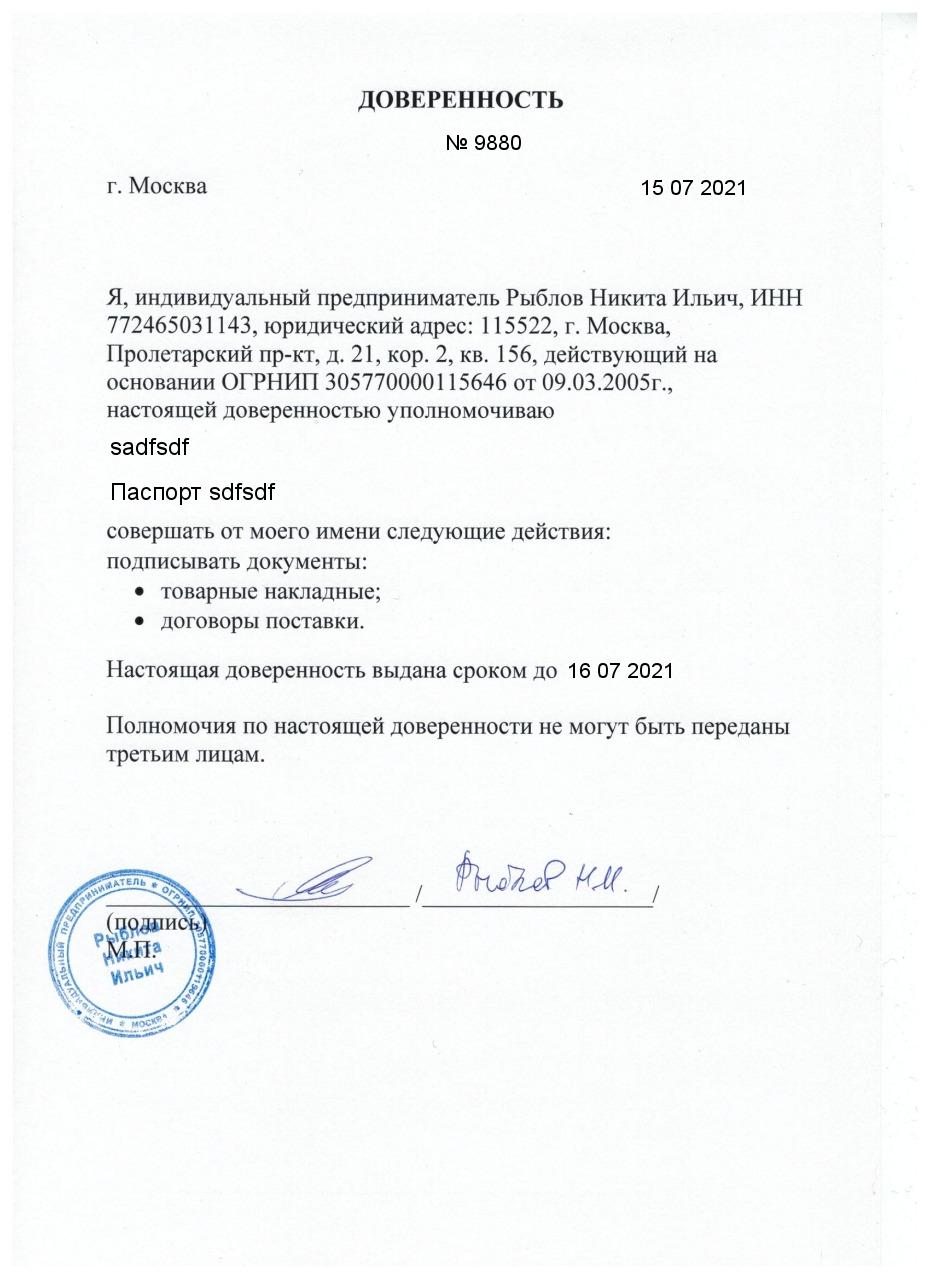 ДОВЕРЕННОСТЬ
№ 9880
г. Москва 15 07 2021
Я, индивидуальный предприниматель Рыблов Никита Ильич, ИНН
772465031143, юридический адрес: 115522, г. Москва,
Пролетарский пр-кт, д. 21, кор. 2, кв. 156, действующий на
основании ОГРНИП 305770000115646 от 09.03.2005г.,
настоящей доверенностью уполномочиваю
sadfsdf
Паспорт sdfsdf
совершать от моего имени следующие действия:
подписывать документы:
• товарные накладные;
• договоры поставки.
Настоящая доверенность выдана сроком до 16 07 2021
Полномочия по настоящей доверенности не могут быть переданы
третьим лицам.
/ Рыблов Н.И. /
(подпись)
М.П.
ИНДИВИДУАЛЬНЫЙ ПРЕДПРИНИМАТЕЛЬ * ОГРНИП
* МОСКВА *
Рыблов
Никита
Ильич